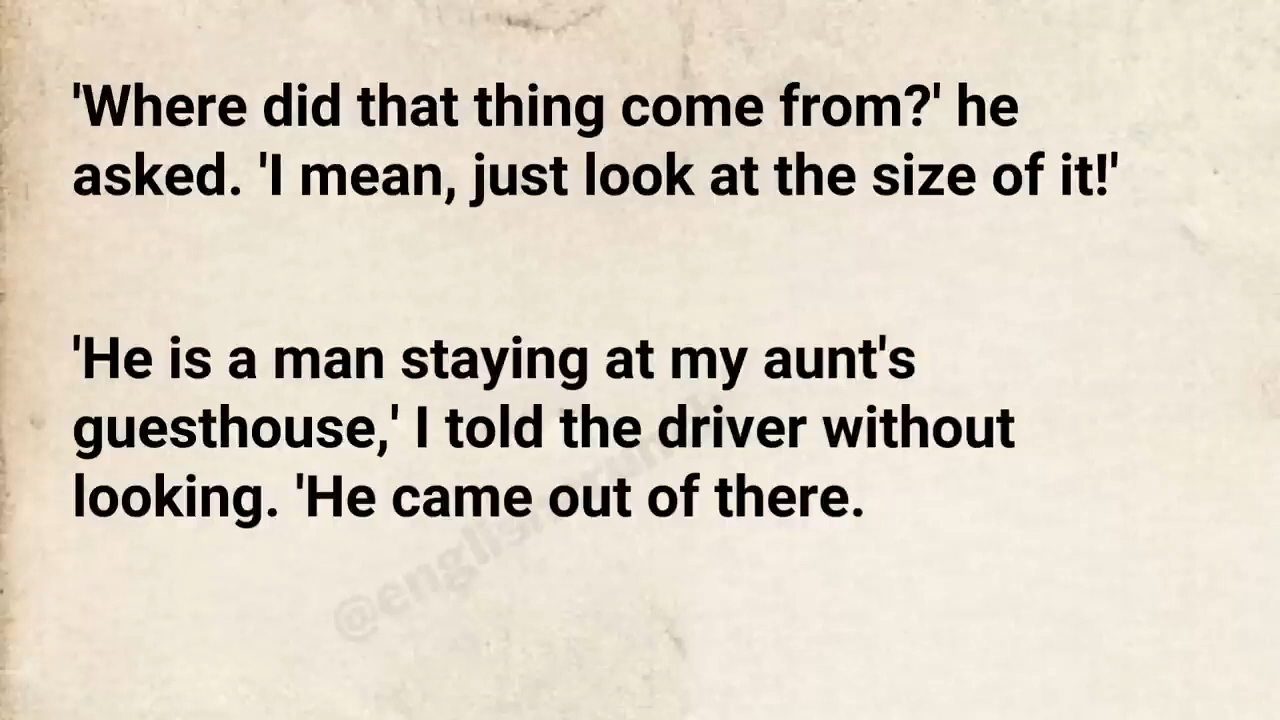 'Where did that thing come from?' he
asked. 'I mean, just look at the size of it!'
'He is a man staying at my aunt's
guesthouse,' I told the driver without
looking. 'He came out of there.